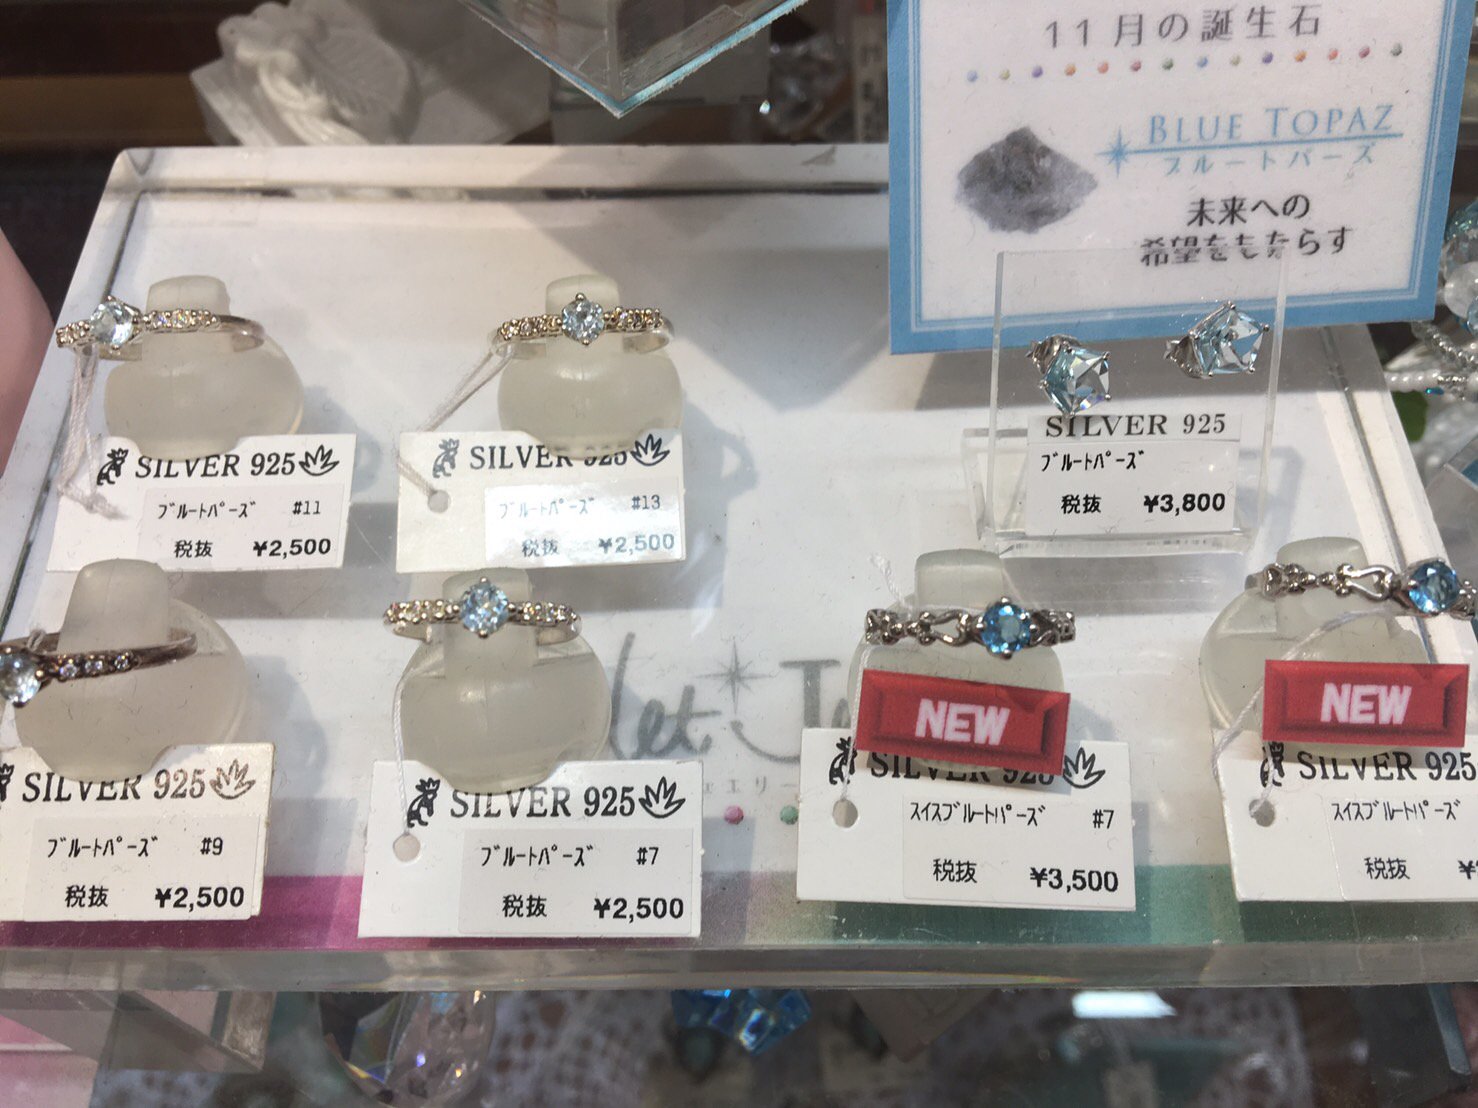 11月の誕生石
BLUE TOPAZ
ブルートパーズ
未来への
希望をもたらす
SILVER 925
ﾌﾞﾙｰﾄﾊﾟｰｽﾞ #11
税抜 ¥2,500
SILVER 925
ﾌﾞﾙｰﾄﾊﾟｰｽﾞ #13
税抜 ¥2,500
SILVER 925
ﾌﾞﾙｰﾄﾊﾟｰｽﾞ
税抜 ¥3,800
SILVER 925
ﾌﾞﾙｰﾄﾊﾟｰｽﾞ #9
税抜 ¥2,500
SILVER 925
ﾌﾞﾙｰﾄﾊﾟｰｽﾞ #7
税抜 ¥2,500
NEW
SILVER 925
ｽｲｽﾌﾞﾙｰﾄﾊﾟｰｽﾞ #7
税抜 ¥3,500
NEW
SILVER 925
ｽｲｽﾌﾞﾙｰﾄﾊﾟｰｽﾞ
税抜